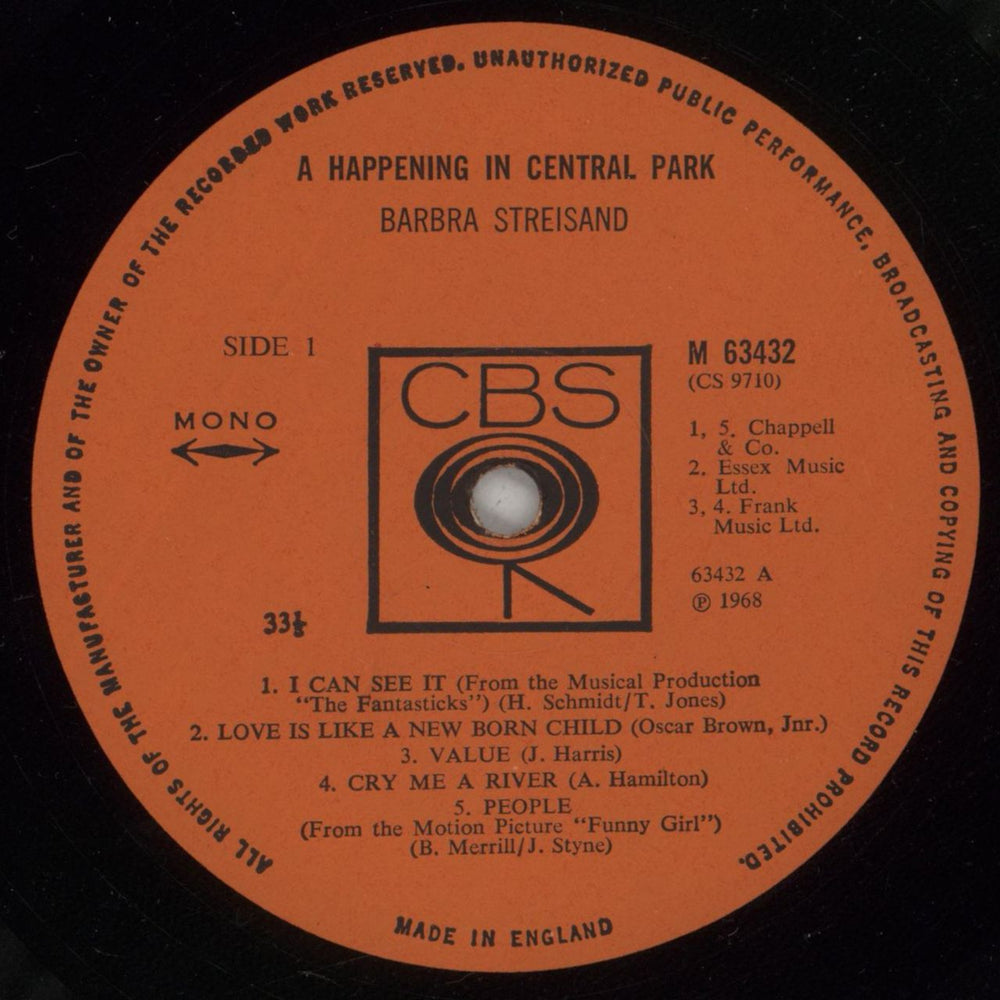 ALL RIGHTS OF THE MANUFACTURER AND OF THE OWNER OF THE RECORDED WORK RESERVED. UNAUTHORIZED PUBLIC PERFORMANCE, BROADCASTING AND COPYING OF THIS RECORD PROHIBITED.
A HAPPENING IN CENTRAL PARK
BARBRA STREISAND
SIDE 1
MONO
CBS
M 63432
(CS 9710)
1, 5. Chappell
& Co.
2. Essex Music
Ltd.
3, 4. Frank
Music Ltd.
63432 A
℗ 1968
33⅓
1. I CAN SEE IT (From the Musical Production
“The Fantasticks”) (H. Schmidt/T. Jones)
2. LOVE IS LIKE A NEW BORN CHILD (Oscar Brown, Jnr.)
3. VALUE (J. Harris)
4. CRY ME A RIVER (A. Hamilton)
5. PEOPLE
(From the Motion Picture “Funny Girl”)
(B. Merrill/J. Styne)
MADE IN ENGLAND